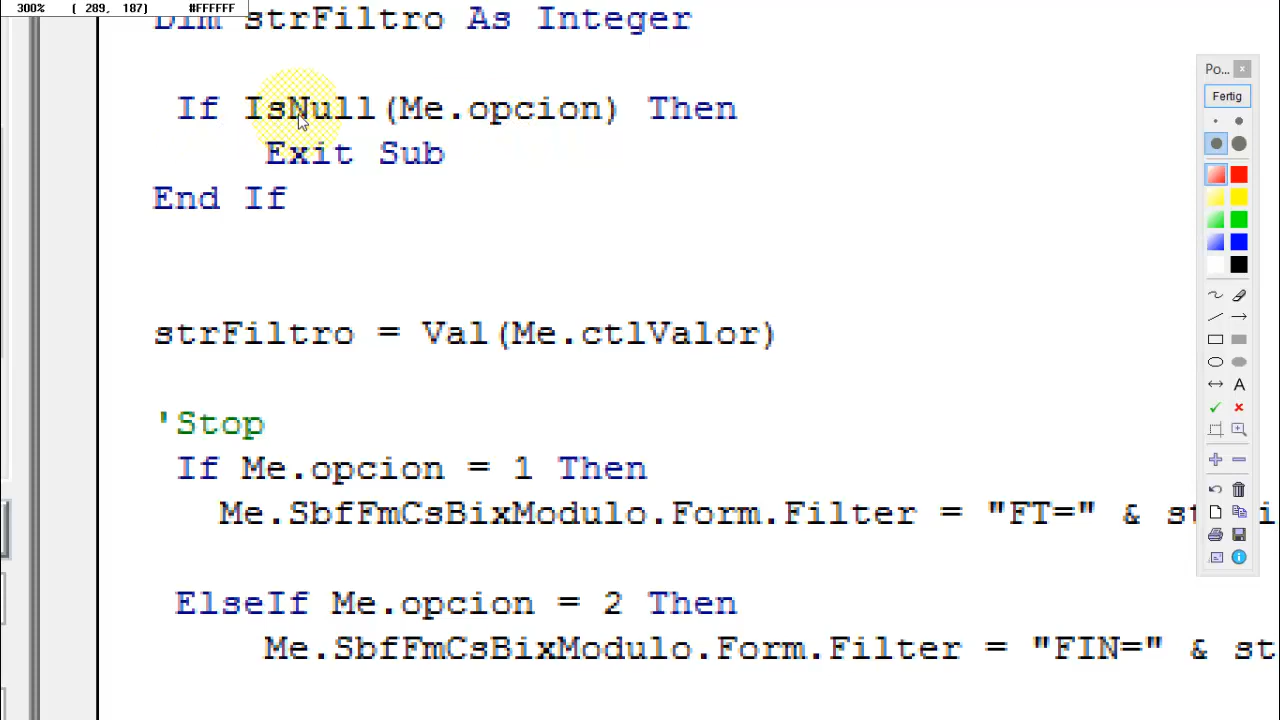 300% ( 289, 187) #FFFFFF
Dim strFiltro As Integer
If IsNull(Me.opcion) Then
Exit Sub
End If
strFiltro = Val(Me.ctlValor)
'Stop
If Me.opcion = 1 Then
Me.SbfFmCsBixModulo.Form.Filter = "FT=" & st
ElseIf Me.opcion = 2 Then
Me.SbfFmCsBixModulo.Form.Filter = "FIN=" & st
Po...
Fertig
A